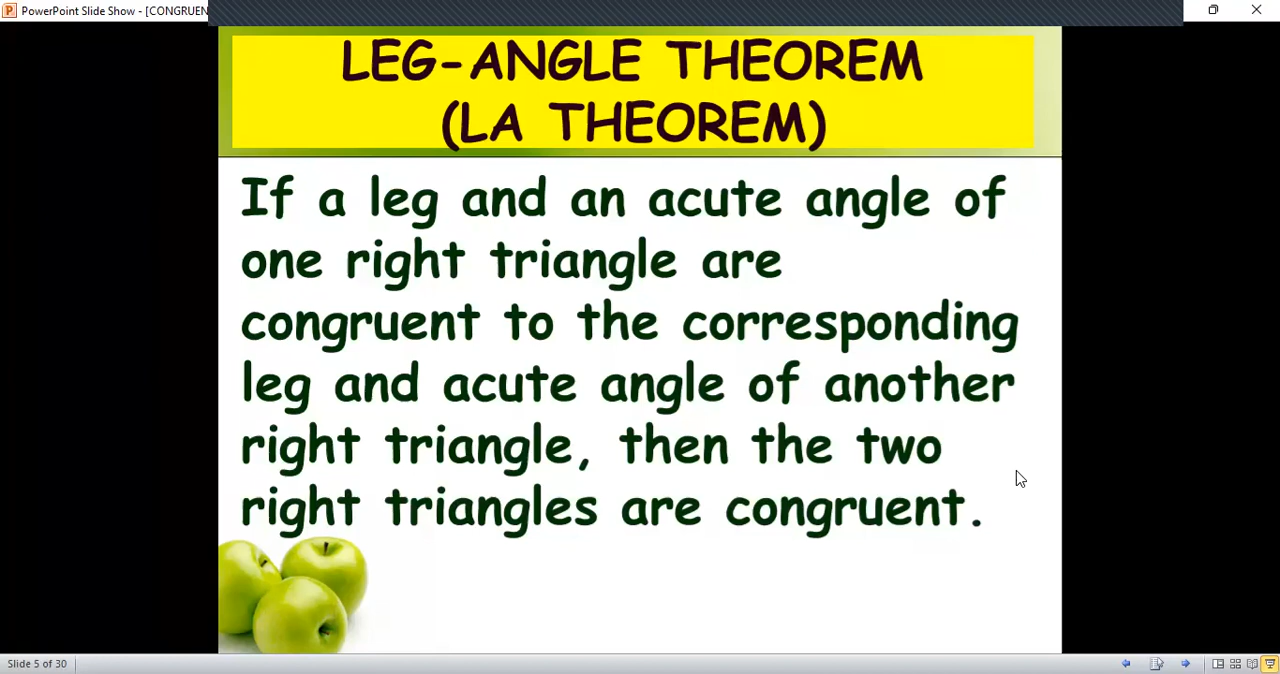 PowerPoint Slide Show - [CONGRUEN
LEG-ANGLE THEOREM
(LA THEOREM)
If a leg and an acute angle of
one right triangle are
congruent to the corresponding
leg and acute angle of another
right triangle, then the two
right triangles are congruent.
Slide 5 of 30